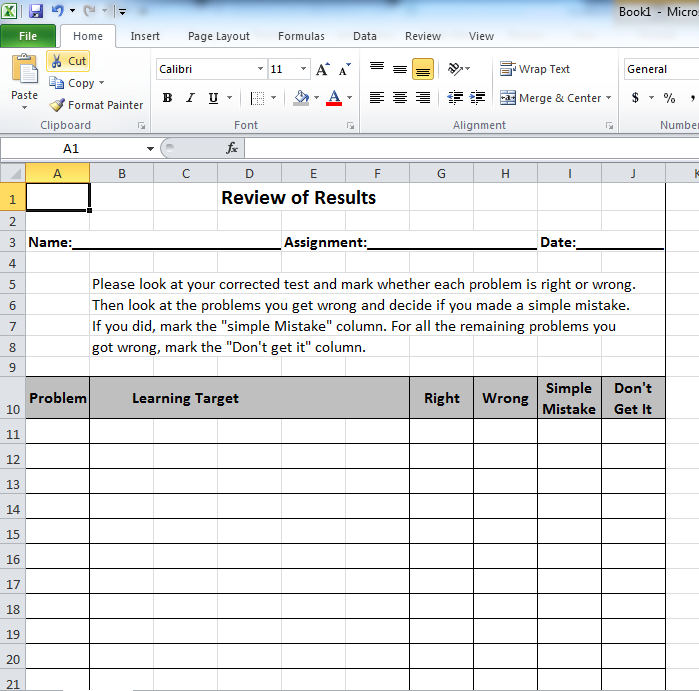 Book1 - Micros
File Home Insert Page Layout Formulas Data Review View
Paste
Cut
Copy
Format Painter
Clipboard
Calibri 11
B I U A
Font
Wrap Text
Merge & Center
Alignment
General
$ % ,
Number
A1 fx
A B C D E F G H I J K
1 Review of Results
2
3 Name: Assignment: Date:
4
5 Please look at your corrected test and mark whether each problem is right or wrong.
6 Then look at the problems you get wrong and decide if you made a simple mistake.
7 If you did, mark the "simple Mistake" column. For all the remaining problems you
8 got wrong, mark the "Don't get it" column.
9
10 Problem Learning Target Right Wrong Simple Mistake Don't Get It
11
12
13
14
15
16
17
18
19
20
21